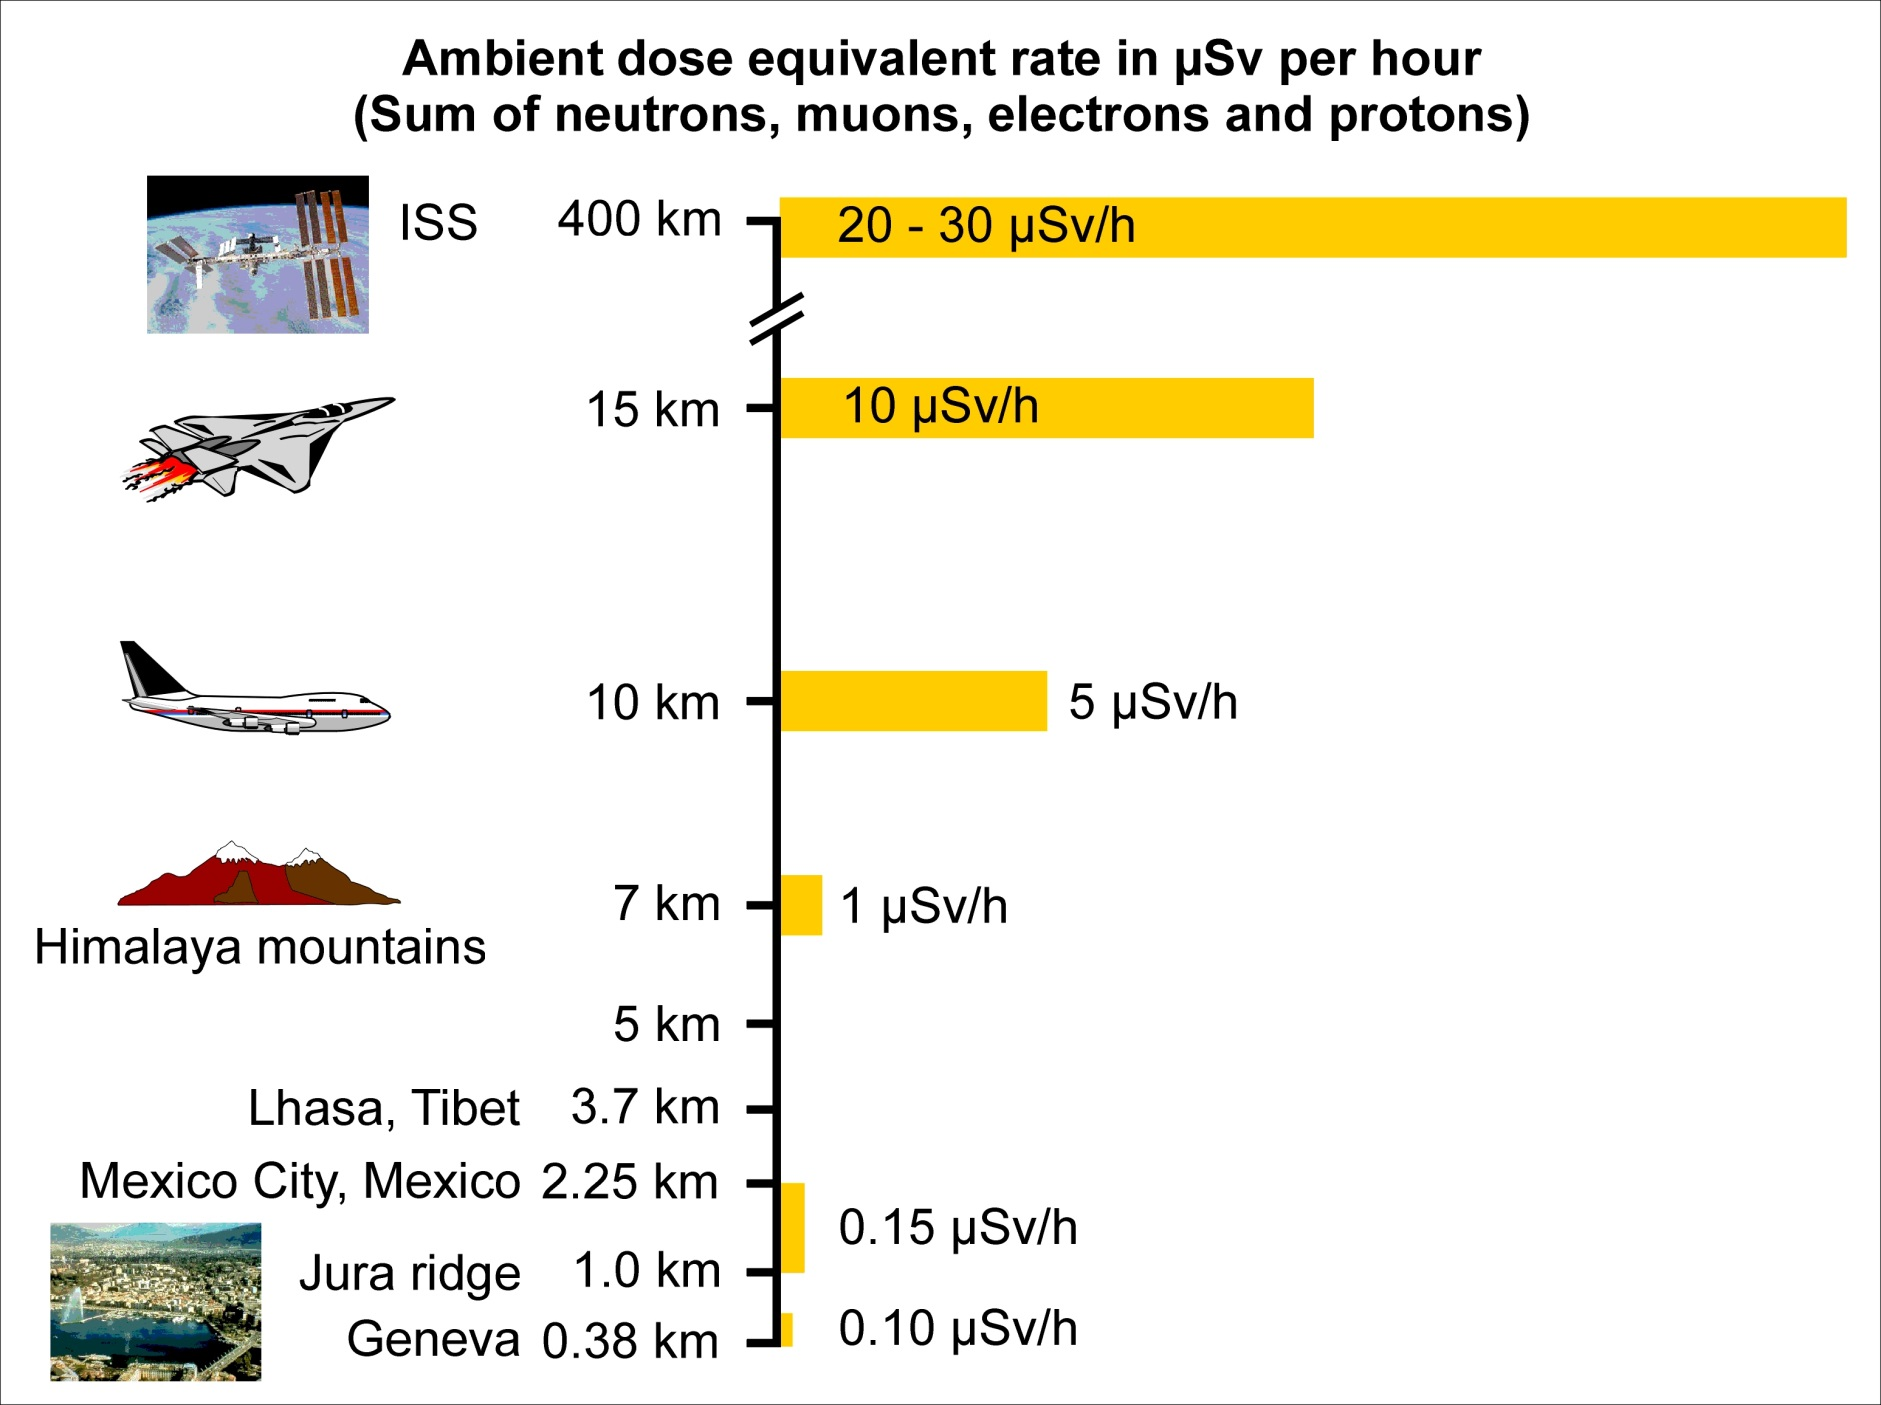 Ambient dose equivalent rate in µSv per hour
(Sum of neutrons, muons, electrons and protons)
ISS 400 km 20 - 30 µSv/h
15 km 10 µSv/h
10 km 5 µSv/h
7 km 1 µSv/h
Himalaya mountains
5 km
Lhasa, Tibet 3.7 km
Mexico City, Mexico 2.25 km
0.15 µSv/h
Jura ridge 1.0 km
Geneva 0.38 km 0.10 µSv/h